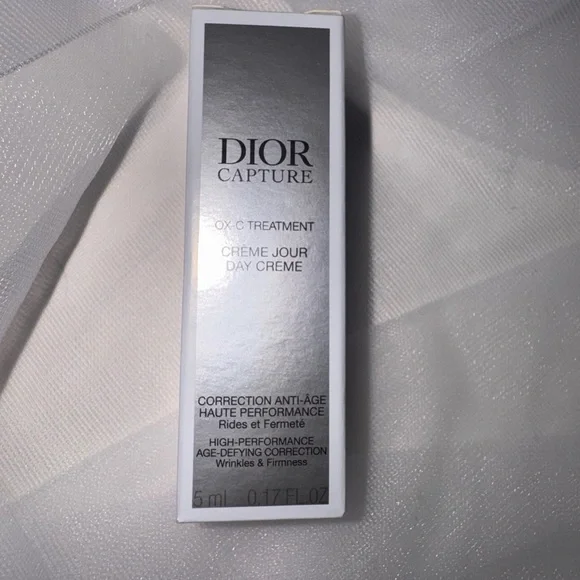 DIOR
CAPTURE
OX-C TREATMENT
CRÈME JOUR
DAY CREME
CORRECTION ANTI-ÂGE
HAUTE PERFORMANCE
Rides et Fermeté
HIGH-PERFORMANCE
AGE-DEFYING CORRECTION
Wrinkles & Firmness
5 ml 0.17 FL OZ